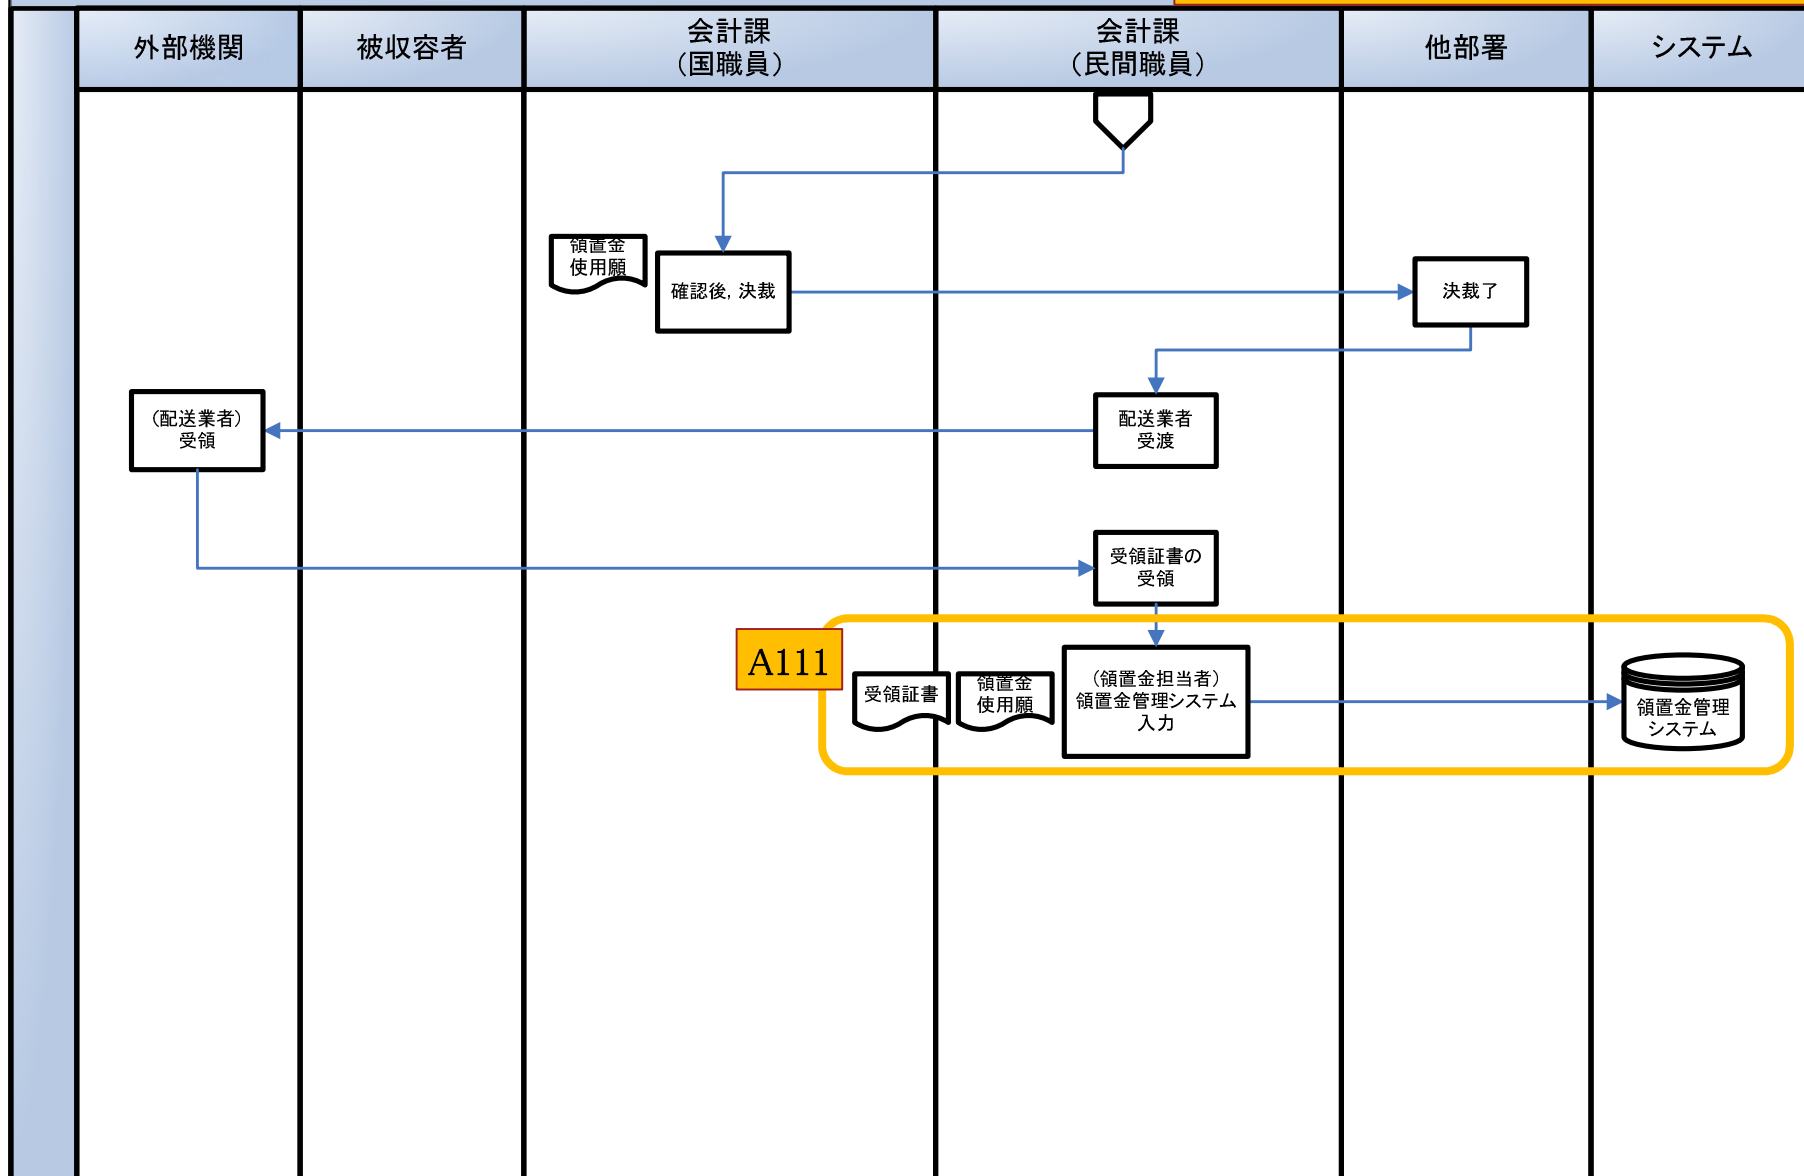 外部機関
被収容者
会計課
（国職員）
会計課
（民間職員）
他部署
システム
領置金
使用願
確認後，決裁
決裁了
（配送業者）
受領
配送業者
受渡
受領証書の
受領
A111
受領証書
領置金
使用願
（領置金担当者）
領置金管理システム
入力
領置金管理
システム